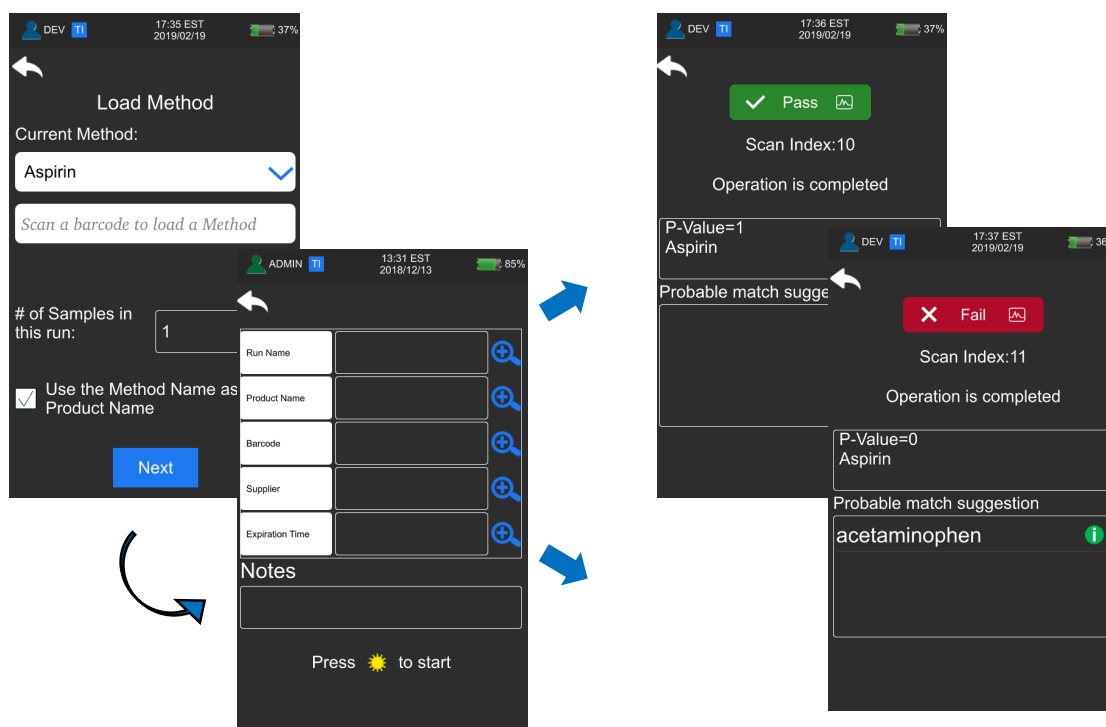 DEV TI
17:35 EST
2019/02/19
37%
Load Method
Current Method:
Aspirin
Scan a barcode to load a Method
# of Samples in
this run:
1
Use the Method Name as
Product Name
Next
ADMIN TI
13:31 EST
2018/12/13
85%
Run Name
Product Name
Barcode
Supplier
Expiration Time
Notes
Press to start
DEV TI
17:36 EST
2019/02/19
37%
Pass
Scan Index:10
Operation is completed
P-Value=1
Aspirin
Probable match sugge
DEV TI
17:37 EST
2019/02/19
36
Fail
Scan Index:11
Operation is completed
P-Value=0
Aspirin
Probable match suggestion
acetaminophen